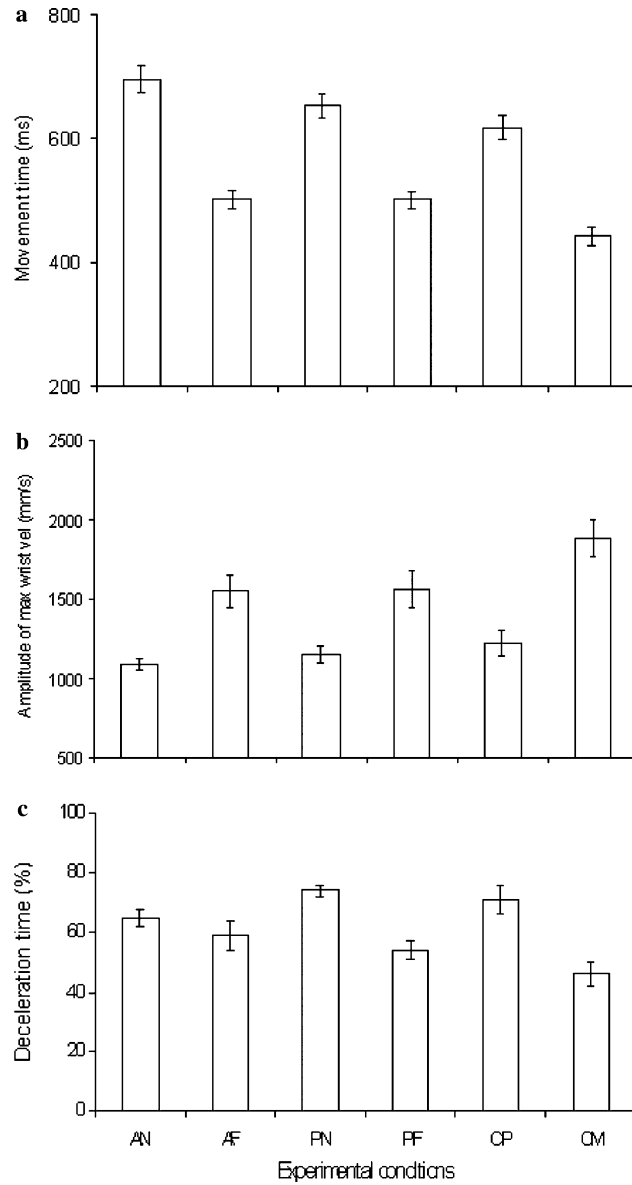 a
800
600
400
200
Movement time (ms)
b
2500
2000
1500
1000
500
Amplitude of max wrist vel (mm/s)
c
100
80
60
40
20
0
Deceleration time (%)
AN AF PN PF CP CM
Experimental conditions